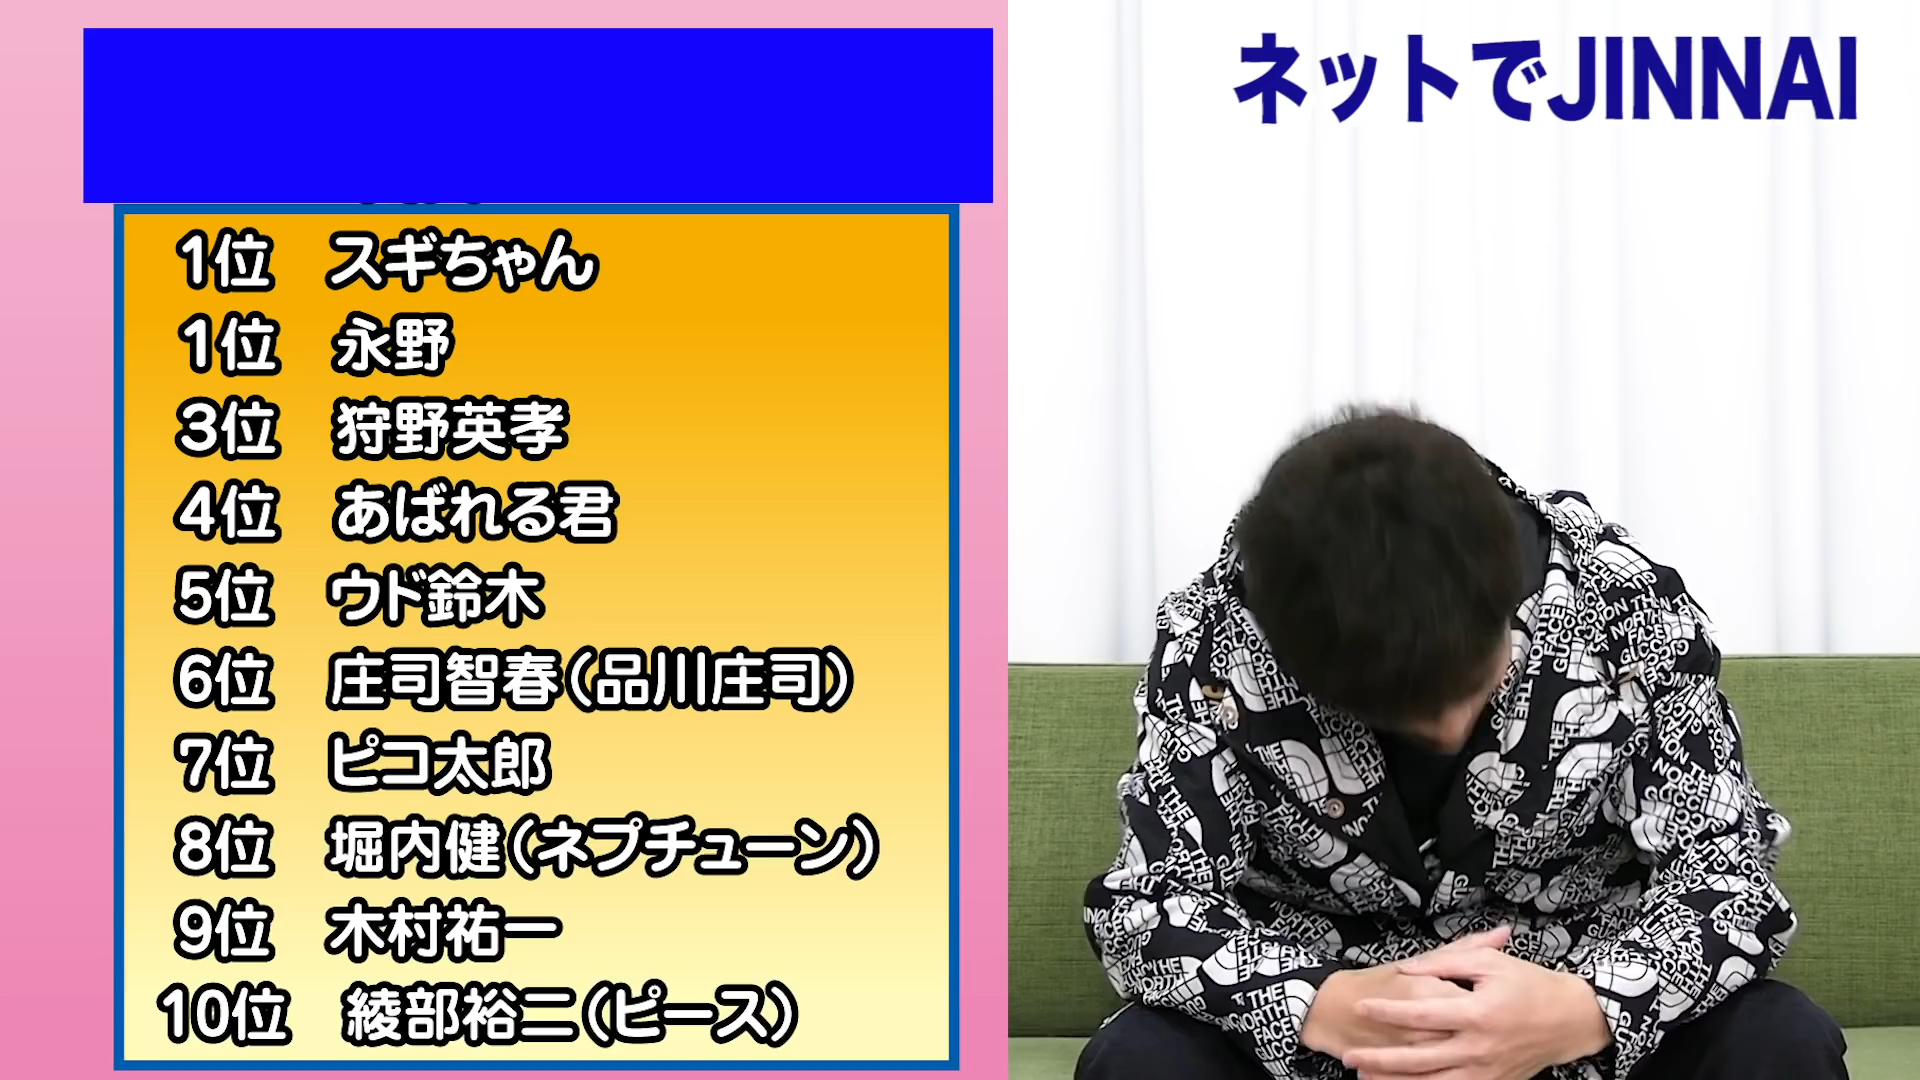 ネットでJINNAI
1位 スギちゃん
1位 永野
3位 狩野英孝
4位 あばれる君
5位 ウド鈴木
6位 庄司智春（品川庄司）
7位 ピコ太郎
8位 堀内健（ネプチューン）
9位 木村祐一
10位 綾部裕二（ピース）
THE
NORTH
FACE
GUCCI